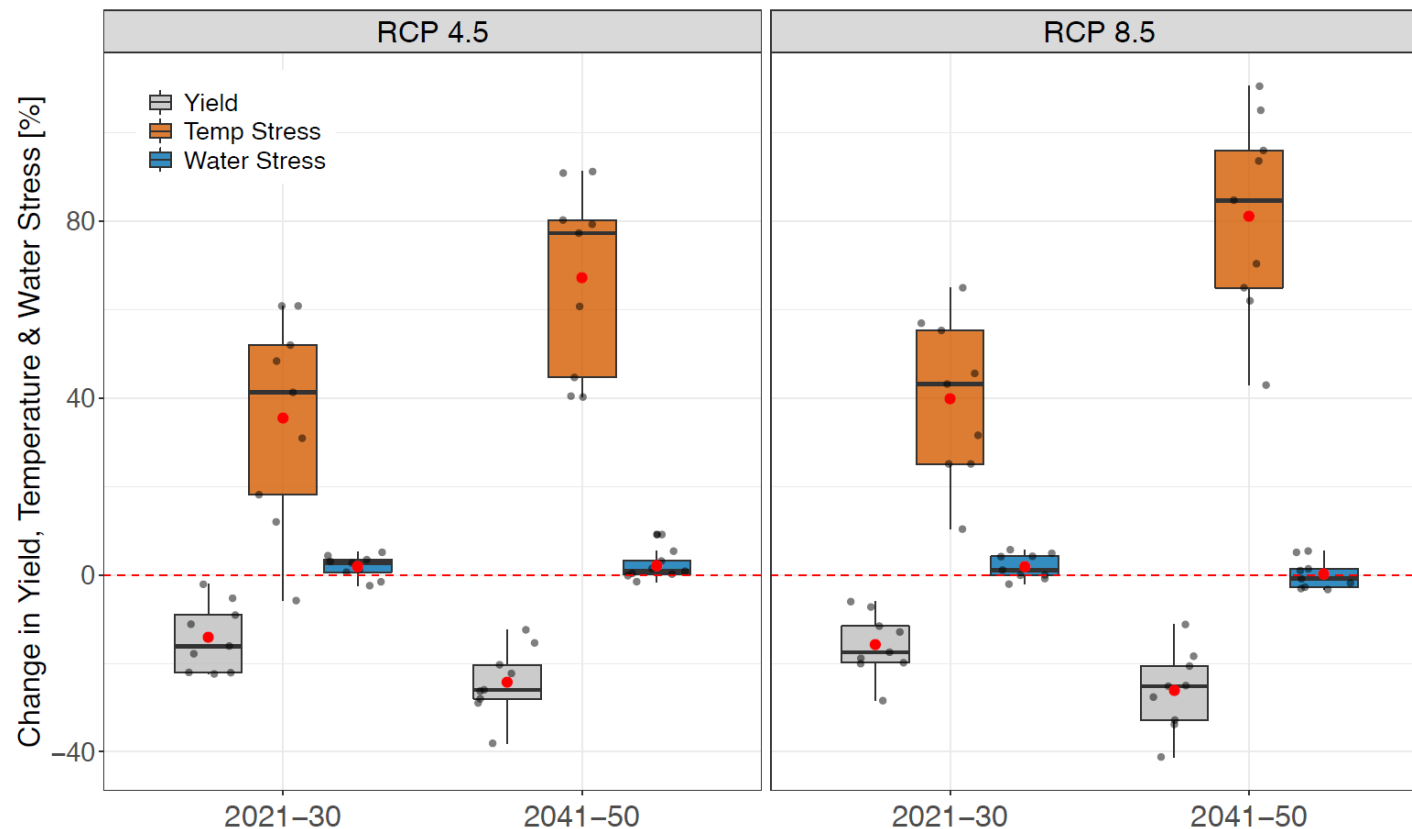 RCP 4.5
RCP 8.5
Change in Yield, Temperature & Water Stress [%]
Yield
Temp Stress
Water Stress
80
40
0
−40
2021−30
2041−50
2021−30
2041−50